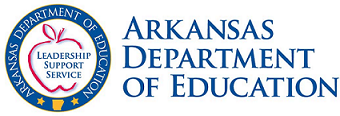 ARKANSAS DEPARTMENT OF EDUCATION
LEADERSHIP
SUPPORT
SERVICE
ARKANSAS
DEPARTMENT
OF EDUCATION